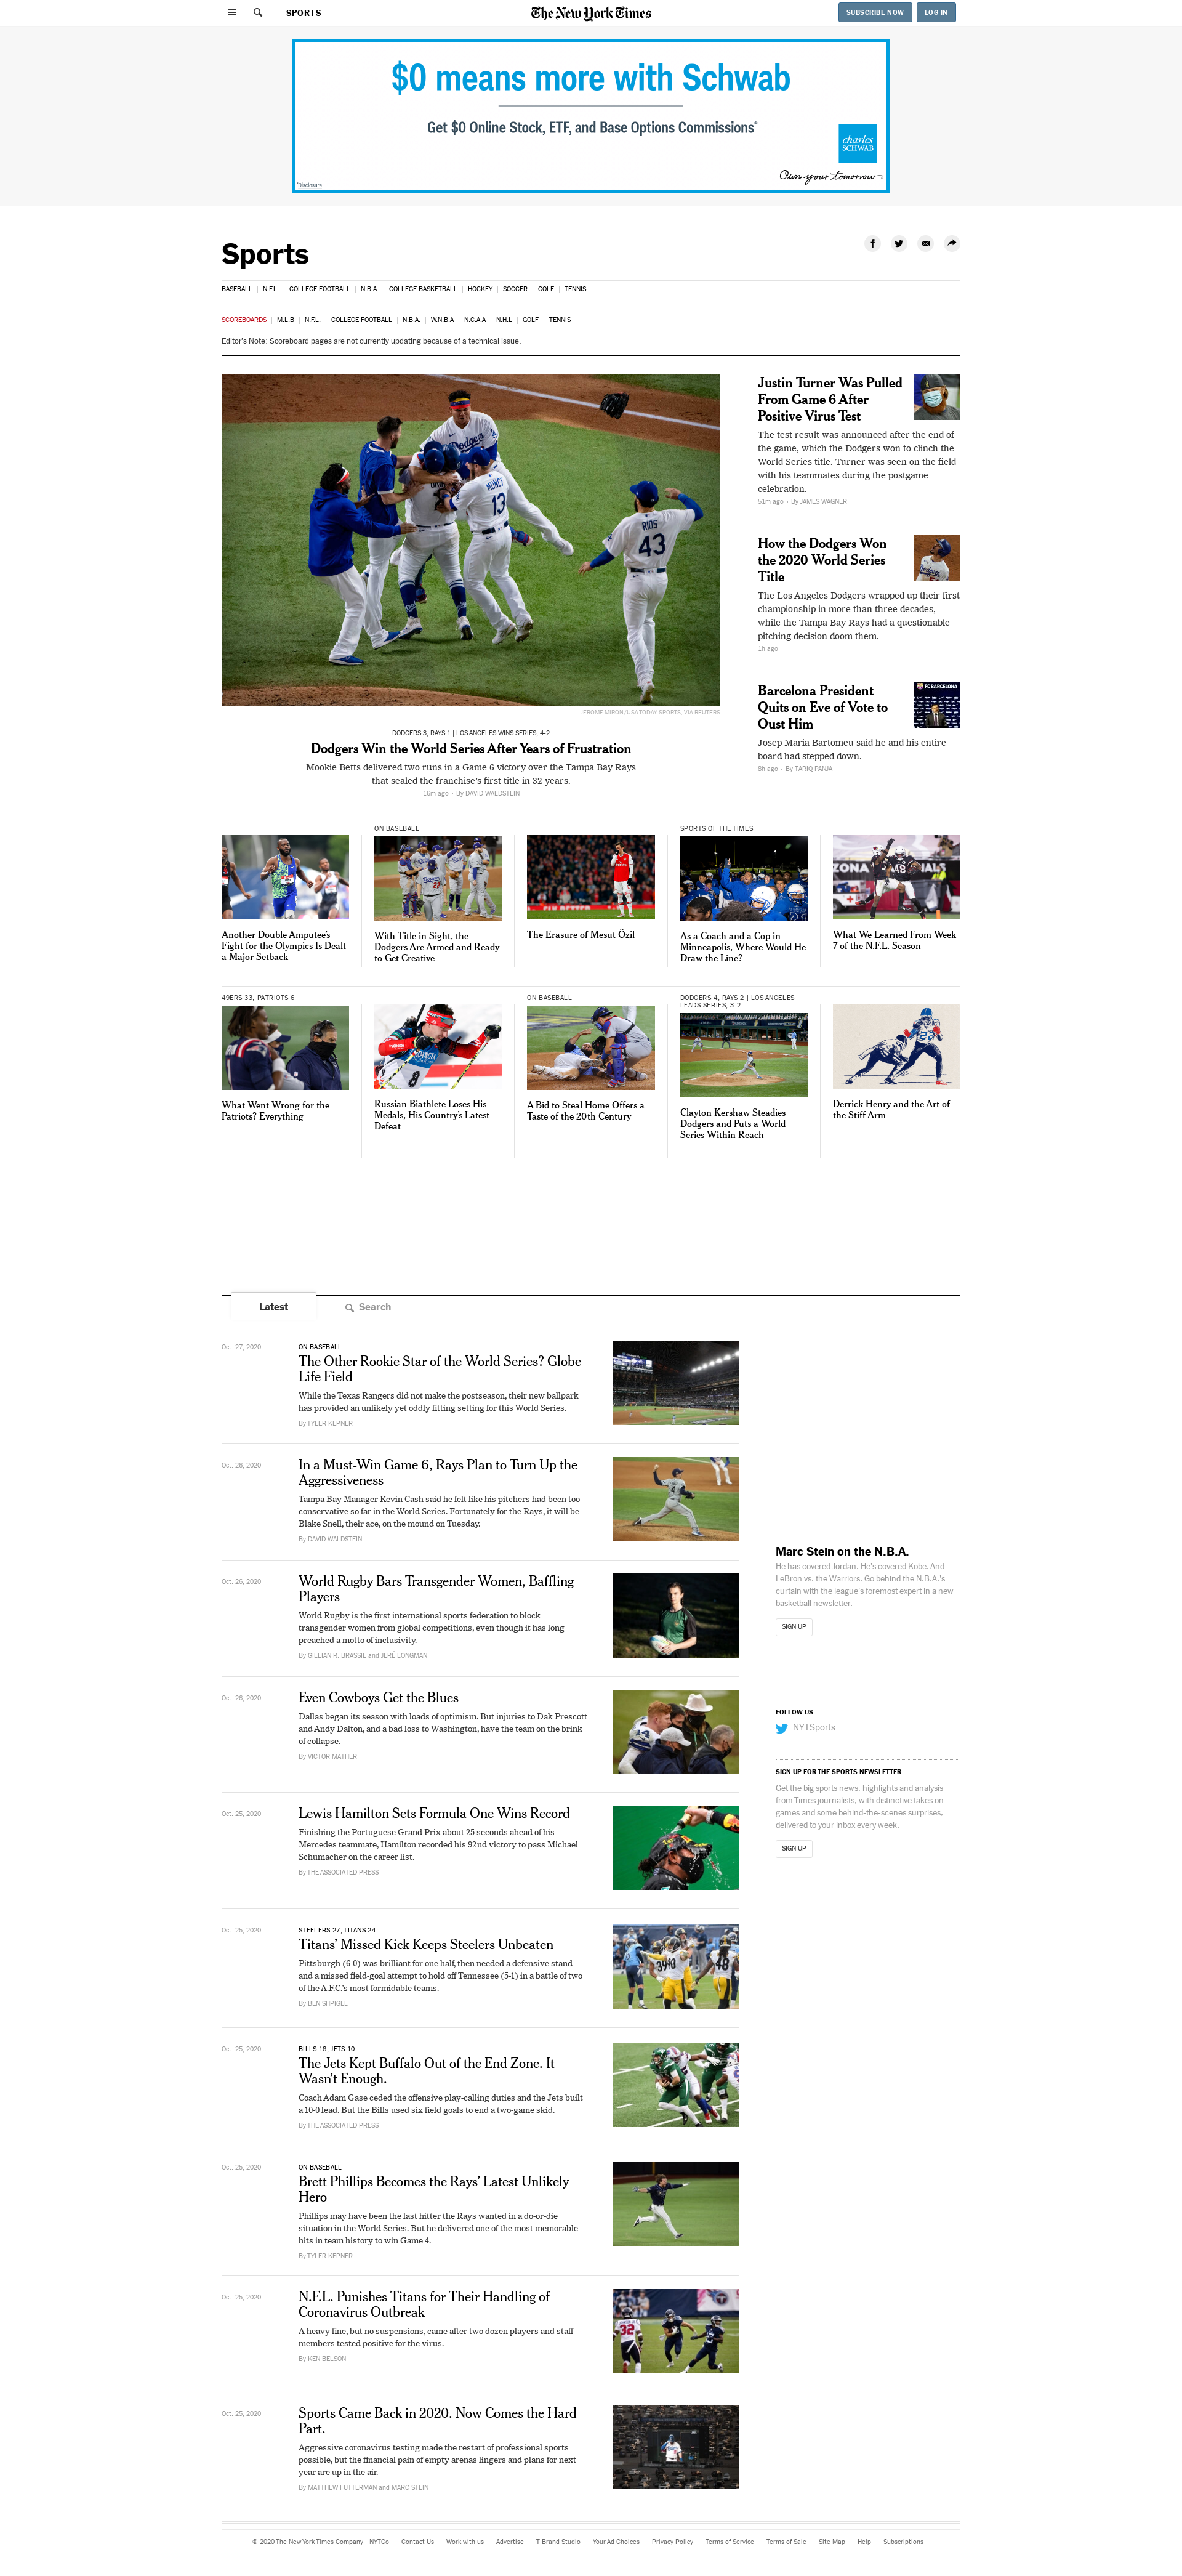 SPORTS
The New York Times
SUBSCRIBE NOW
LOG IN
$0 means more with Schwab
Get $0 Online Stock, ETF, and Base Options Commissions*
charles
SCHWAB
Own your tomorrow
*Disclosure
Sports
BASEBALL | N.F.L. | COLLEGE FOOTBALL | N.B.A. | COLLEGE BASKETBALL | HOCKEY | SOCCER | GOLF | TENNIS
SCOREBOARDS | M.L.B | N.F.L. | COLLEGE FOOTBALL | N.B.A. | W.N.B.A | N.C.A.A | N.H.L | GOLF | TENNIS
Editor's Note: Scoreboard pages are not currently updating because of a technical issue.
Dodgers
MUNCY
13
RIOS
43
JEROME MIRON/USA TODAY SPORTS, VIA REUTERS
DODGERS 3, RAYS 1 | LOS ANGELES WINS SERIES, 4-2
Dodgers Win the World Series After Years of Frustration
Mookie Betts delivered two runs in a Game 6 victory over the Tampa Bay Rays
that sealed the franchise's first title in 32 years.
16m ago • By DAVID WALDSTEIN
Justin Turner Was Pulled
From Game 6 After
Positive Virus Test
The test result was announced after the end of
the game, which the Dodgers won to clinch the
World Series title. Turner was seen on the field
with his teammates during the postgame
celebration.
51m ago • By JAMES WAGNER
How the Dodgers Won
the 2020 World Series
Title
The Los Angeles Dodgers wrapped up their first
championship in more than three decades,
while the Tampa Bay Rays had a questionable
pitching decision doom them.
1h ago
Barcelona President
Quits on Eve of Vote to
Oust Him
FC BARCELONA
Josep Maria Bartomeu said he and his entire
board had stepped down.
8h ago • By TARIQ PANJA
Another Double Amputee's
Fight for the Olympics Is Dealt
a Major Setback
ON BASEBALL
With Title in Sight, the
Dodgers Are Armed and Ready
to Get Creative
The Erasure of Mesut Özil
SPORTS OF THE TIMES
As a Coach and a Cop in
Minneapolis, Where Would He
Draw the Line?
What We Learned From Week
7 of the N.F.L. Season
49ERS 33, PATRIOTS 6
What Went Wrong for the
Patriots? Everything
8
Russian Biathlete Loses His
Medals, His Country's Latest
Defeat
ON BASEBALL
A Bid to Steal Home Offers a
Taste of the 20th Century
DODGERS 4, RAYS 2 | LOS ANGELES
LEADS SERIES, 3-2
Clayton Kershaw Steadies
Dodgers and Puts a World
Series Within Reach
Derrick Henry and the Art of
the Stiff Arm
Latest
Search
Oct. 27, 2020
ON BASEBALL
The Other Rookie Star of the World Series? Globe
Life Field
While the Texas Rangers did not make the postseason, their new ballpark
has provided an unlikely yet oddly fitting setting for this World Series.
By TYLER KEPNER
Oct. 26, 2020
In a Must-Win Game 6, Rays Plan to Turn Up the
Aggressiveness
Tampa Bay Manager Kevin Cash said he felt like his pitchers had been too
conservative so far in the World Series. Fortunately for the Rays, it will be
Blake Snell, their ace, on the mound on Tuesday.
By DAVID WALDSTEIN
Oct. 26, 2020
World Rugby Bars Transgender Women, Baffling
Players
World Rugby is the first international sports federation to block
transgender women from global competitions, even though it has long
preached a motto of inclusivity.
By GILLIAN R. BRASSIL and JERÉ LONGMAN
Oct. 26, 2020
Even Cowboys Get the Blues
Dallas began its season with loads of optimism. But injuries to Dak Prescott
and Andy Dalton, and a bad loss to Washington, have the team on the brink
of collapse.
By VICTOR MATHER
Oct. 25, 2020
Lewis Hamilton Sets Formula One Wins Record
Finishing the Portuguese Grand Prix about 25 seconds ahead of his
Mercedes teammate, Hamilton recorded his 92nd victory to pass Michael
Schumacher on the career list.
By THE ASSOCIATED PRESS
Oct. 25, 2020
STEELERS 27, TITANS 24
Titans' Missed Kick Keeps Steelers Unbeaten
Pittsburgh (6-0) was brilliant for one half, then needed a defensive stand
and a missed field-goal attempt to hold off Tennessee (5-1) in a battle of two
of the A.F.C.'s most formidable teams.
By BEN SHPIGEL
Oct. 25, 2020
BILLS 18, JETS 10
The Jets Kept Buffalo Out of the End Zone. It
Wasn't Enough.
Coach Adam Gase ceded the offensive play-calling duties and the Jets built
a 10-0 lead. But the Bills used six field goals to end a two-game skid.
By THE ASSOCIATED PRESS
Oct. 25, 2020
ON BASEBALL
Brett Phillips Becomes the Rays' Latest Unlikely
Hero
Phillips may have been the last hitter the Rays wanted in a do-or-die
situation in the World Series. But he delivered one of the most memorable
hits in team history to win Game 4.
By TYLER KEPNER
Oct. 25, 2020
N.F.L. Punishes Titans for Their Handling of
Coronavirus Outbreak
A heavy fine, but no suspensions, came after two dozen players and staff
members tested positive for the virus.
By KEN BELSON
32
Oct. 25, 2020
Sports Came Back in 2020. Now Comes the Hard
Part.
Aggressive coronavirus testing made the restart of professional sports
possible, but the financial pain of empty arenas lingers and plans for next
year are up in the air.
By MATTHEW FUTTERMAN and MARC STEIN
Marc Stein on the N.B.A.
He has covered Jordan. He's covered Kobe. And
LeBron vs. the Warriors. Go behind the N.B.A.'s
curtain with the league's foremost expert in a new
basketball newsletter.
SIGN UP
FOLLOW US
NYTSports
SIGN UP FOR THE SPORTS NEWSLETTER
Get the big sports news, highlights and analysis
from Times journalists, with distinctive takes on
games and some behind-the-scenes surprises,
delivered to your inbox every week.
SIGN UP
© 2020 The New York Times Company NYTCo Contact Us Work with us Advertise T Brand Studio Your Ad Choices Privacy Policy Terms of Service Terms of Sale Site Map Help Subscriptions